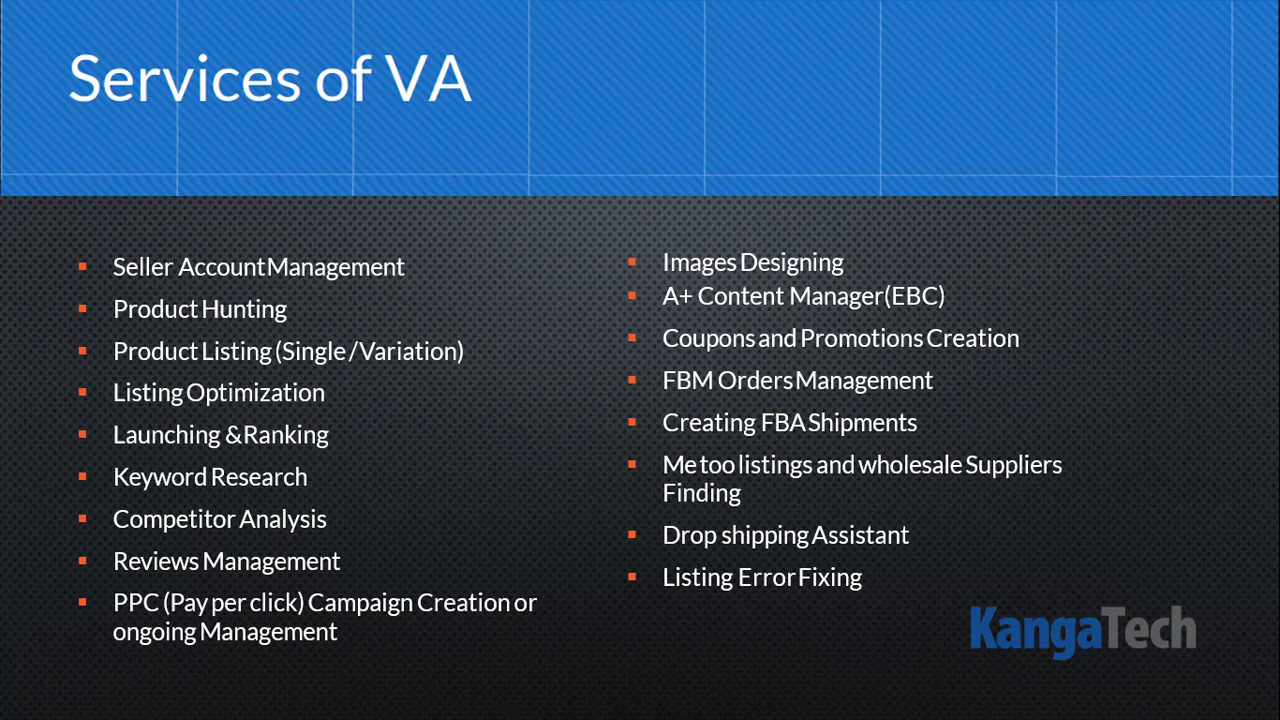 Services of VA
Seller Account Management
Product Hunting
Product Listing (Single / Variation)
Listing Optimization
Launching & Ranking
Keyword Research
Competitor Analysis
Reviews Management
PPC (Pay per click) Campaign Creation or
ongoing Management
Images Designing
A+ Content Manager(EBC)
Coupons and Promotions Creation
FBM Orders Management
Creating FBA Shipments
Me too listings and wholesale Suppliers
Finding
Drop shipping Assistant
Listing Error Fixing
KangaTech